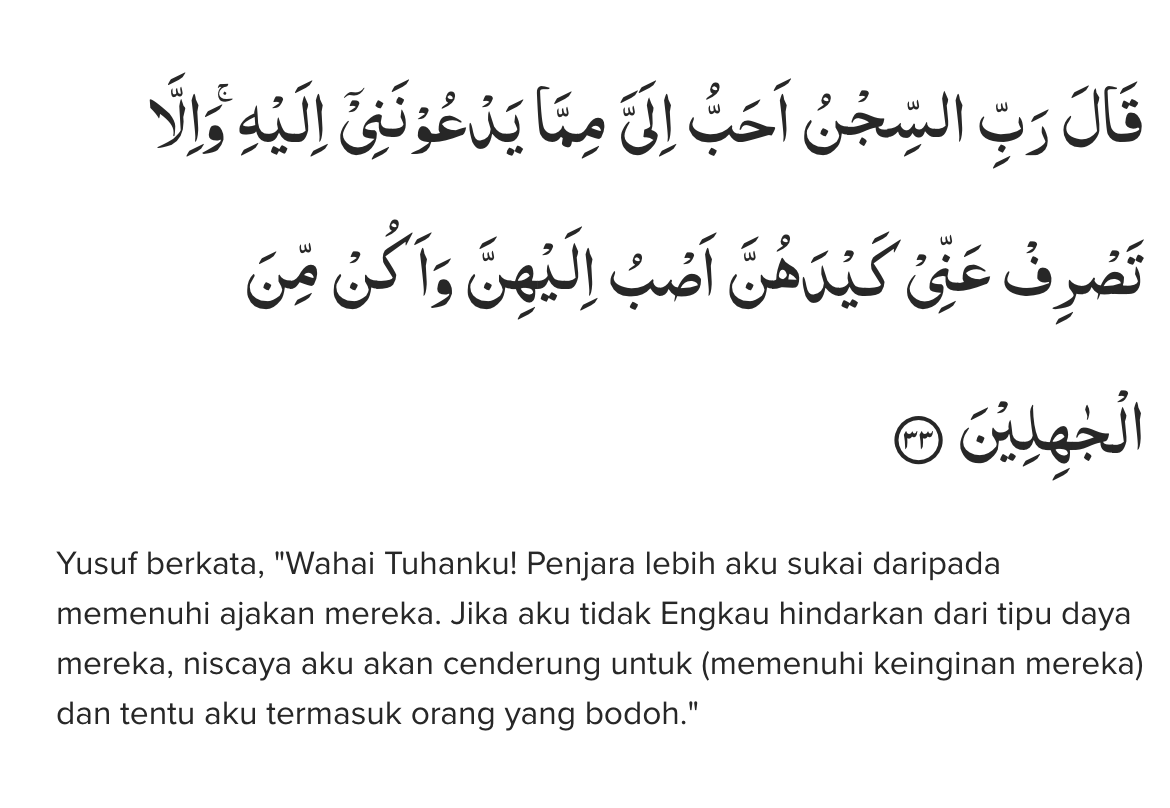 قَالَ رَبِّ السِّجْنُ اَحَبُّ اِلَيَّ مِمَّا يَدْعُوْنَنِيْٓ اِلَيْهِ ۚوَاِلَّا
تَصْرِفْ عَنِّيْ كَيْدَهُنَّ اَصْبُ اِلَيْهِنَّ وَاَكُنْ مِّنَ
الْجٰهِلِيْنَ ٣٣
Yusuf berkata, "Wahai Tuhanku! Penjara lebih aku sukai daripada
memenuhi ajakan mereka. Jika aku tidak Engkau hindarkan dari tipu daya
mereka, niscaya aku akan cenderung untuk (memenuhi keinginan mereka)
dan tentu aku termasuk orang yang bodoh."